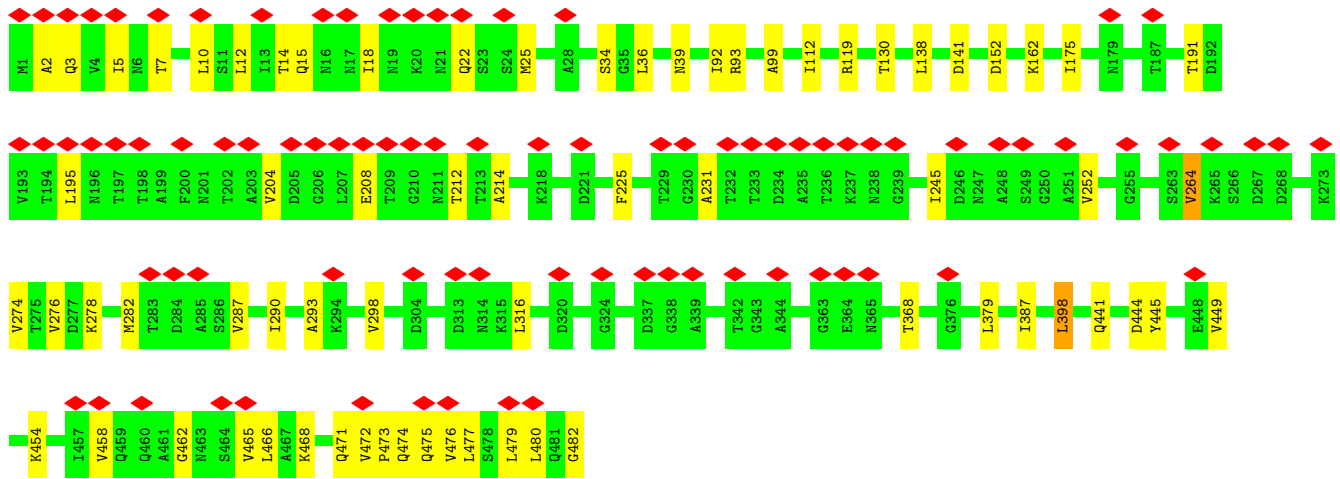 M1 A2 Q3 V4 I5 N6 T7 L10 S11 L12 I13 T14 Q15 N16 N17 I18 N19 K20 N21 Q22 S23 S24 M25 A28 S34 G35 L36 N39 I92 R93 A99 I112 R119 T130 L138 D141 D152 K162 I175 N179 T187 T191 D192
V193 T194 L195 N196 T197 T198 A199 F200 N201 T202 A203 V204 D205 G206 L207 E208 T209 G210 N211 T212 T213 A214 K218 D221 F225 T229 G230 A231 T232 T233 D234 A235 T236 K237 N238 G239 I245 D246 N247 A248 S249 G250 A251 V252 G255 S263 V264 K265 S266 D267 D268 K273
V274 T275 V276 D277 K278 M282 T283 D284 A285 S286 V287 I290 A293 K294 V298 D304 D313 N314 K315 L316 D320 G324 D337 G338 A339 T342 G343 A344 G363 E364 N365 T368 G376 L379 I387 L398 Q441 D444 Y445 E448 V449
K454 I457 V458 Q459 Q460 A461 G462 N463 S464 V465 L466 A467 K468 Q471 V472 P473 Q474 Q475 V476 L477 S478 L479 L480 Q481 G482